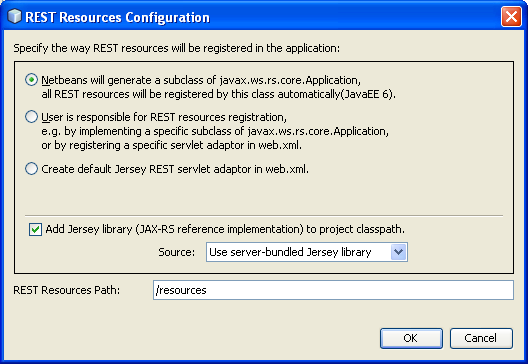 REST Resources Configuration
Specify the way REST resources will be registered in the application:
Netbeans will generate a subclass of javax.ws.rs.core.Application,
all REST resources will be registered by this class automatically(JavaEE 6).
User is responsible for REST resources registration,
e.g. by implementing a specific subclass of javax.ws.rs.core.Application,
or by registering a specific servlet adaptor in web.xml.
Create default Jersey REST servlet adaptor in web.xml.
Add Jersey library (JAX-RS reference implementation) to project classpath.
Source: Use server-bundled Jersey library
REST Resources Path: /resources
OK Cancel